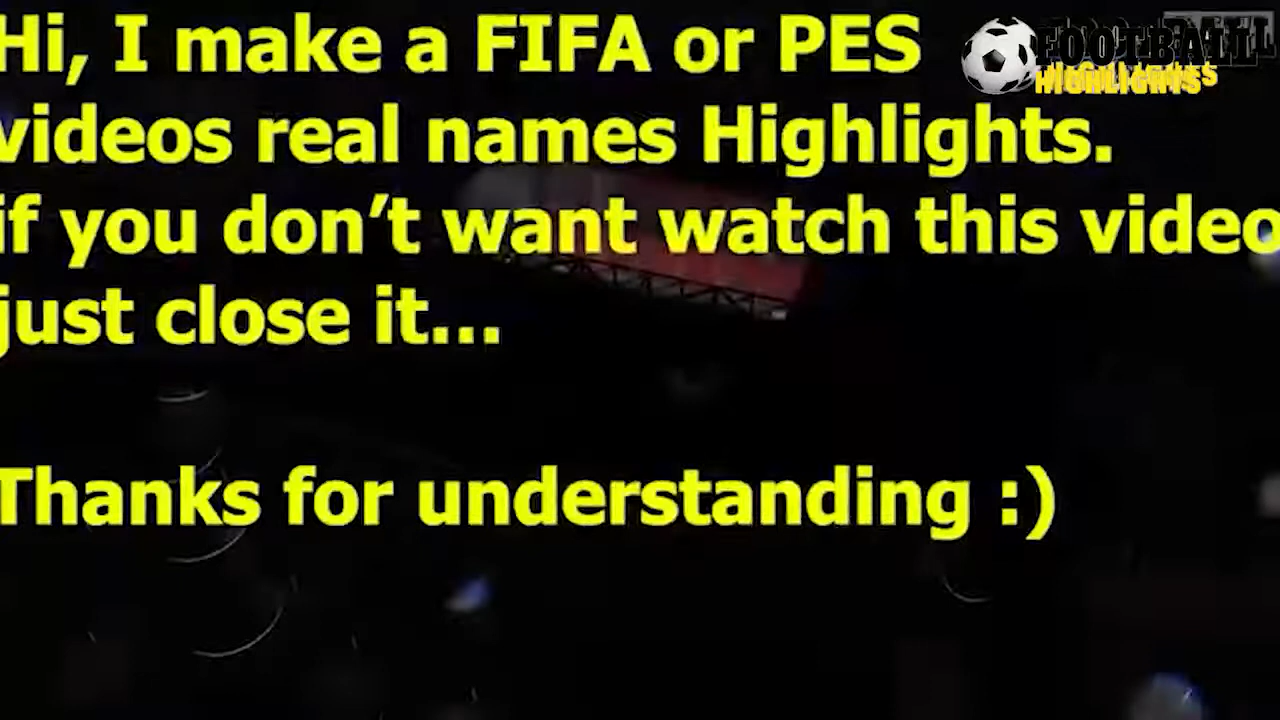 Hi, I make a FIFA or PES
videos real names Highlights.
if you don't want watch this video
just close it...
Thanks for understanding :)
FOOTBALL
HIGHLIGHTS